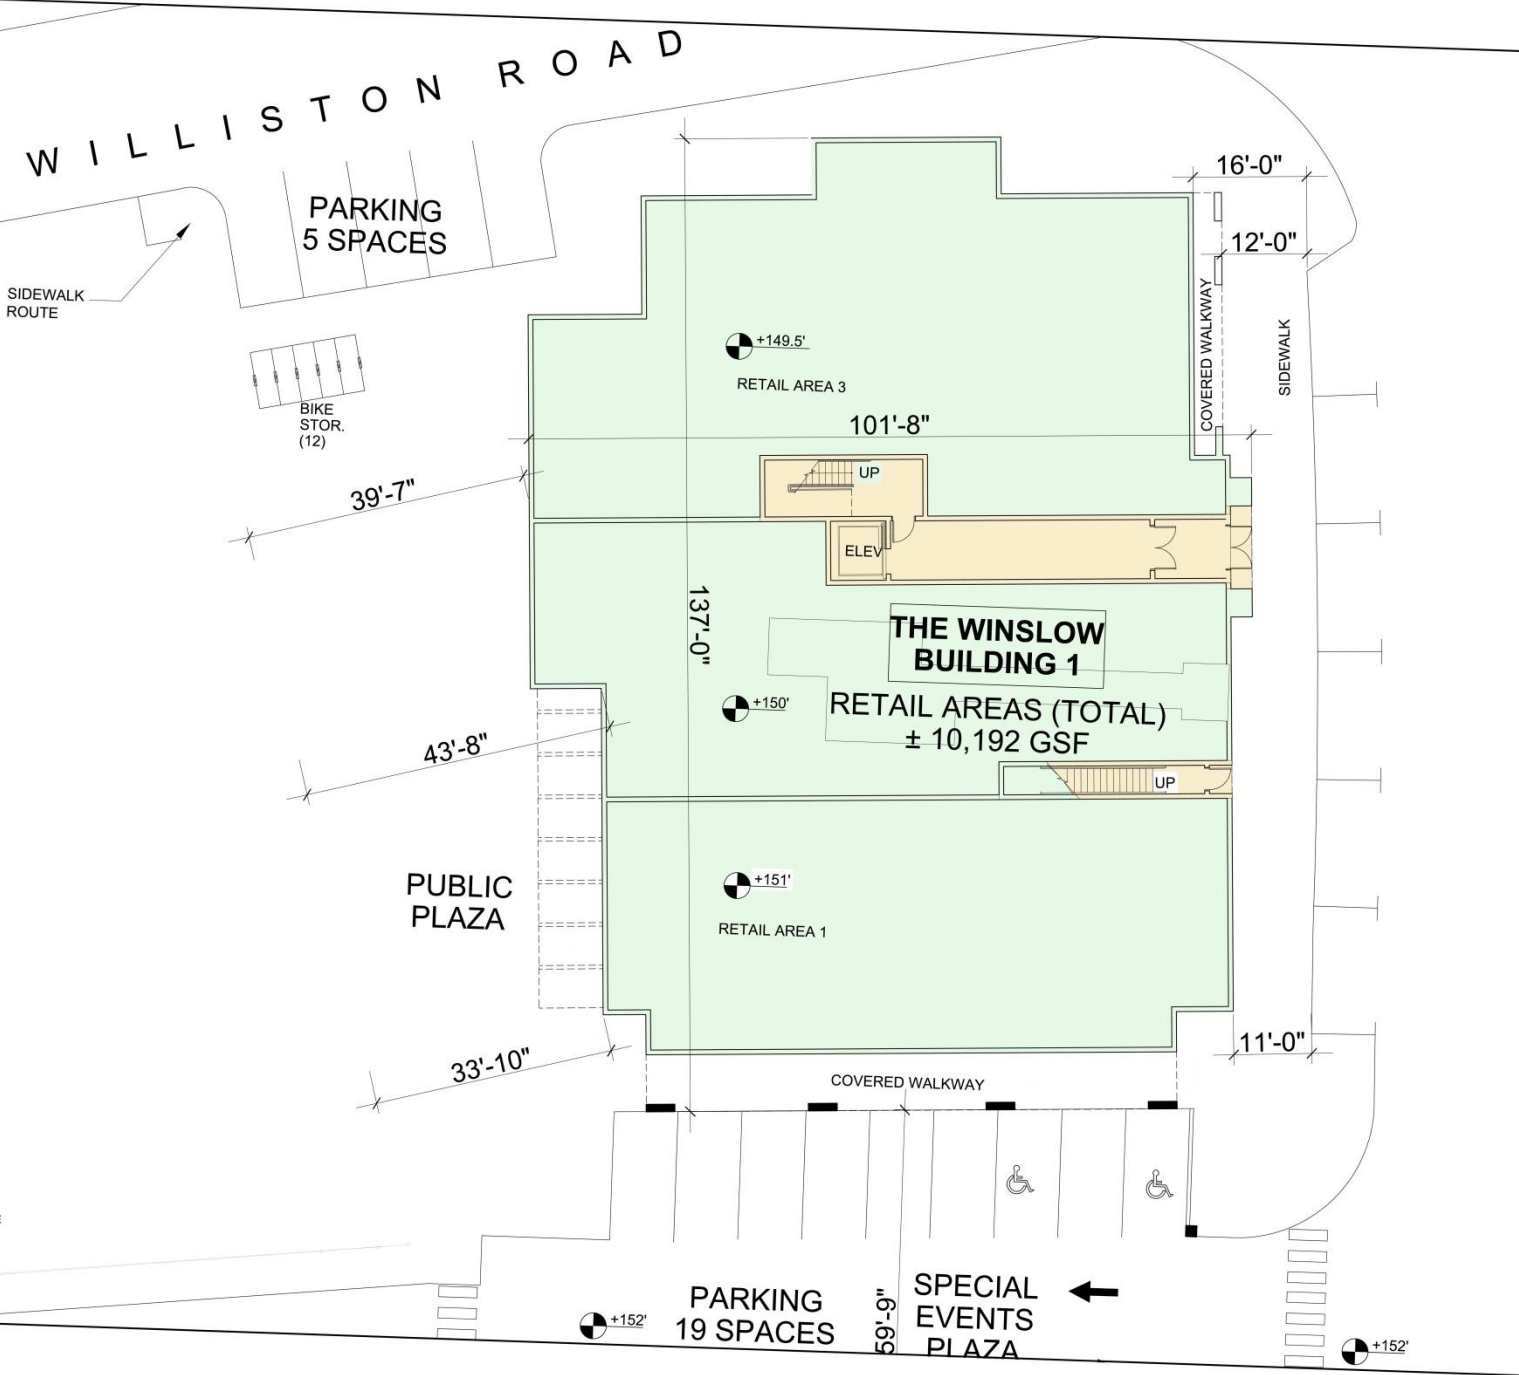 WILLISTON ROAD
PARKING
5 SPACES
16'-0"
12'-0"
SIDEWALK
ROUTE
COVERED WALKWAY
SIDEWALK
+149.5'
RETAIL AREA 3
BIKE
STOR.
(12)
101'-8"
39'-7"
UP
ELEV
137'-0"
THE WINSLOW
BUILDING 1
+150'
RETAIL AREAS (TOTAL)
± 10,192 GSF
43'-8"
UP
PUBLIC
PLAZA
+151'
RETAIL AREA 1
33'-10"
11'-0"
COVERED WALKWAY
PARKING
19 SPACES
59'-9"
SPECIAL
EVENTS
PLAZA
+152'
+152'